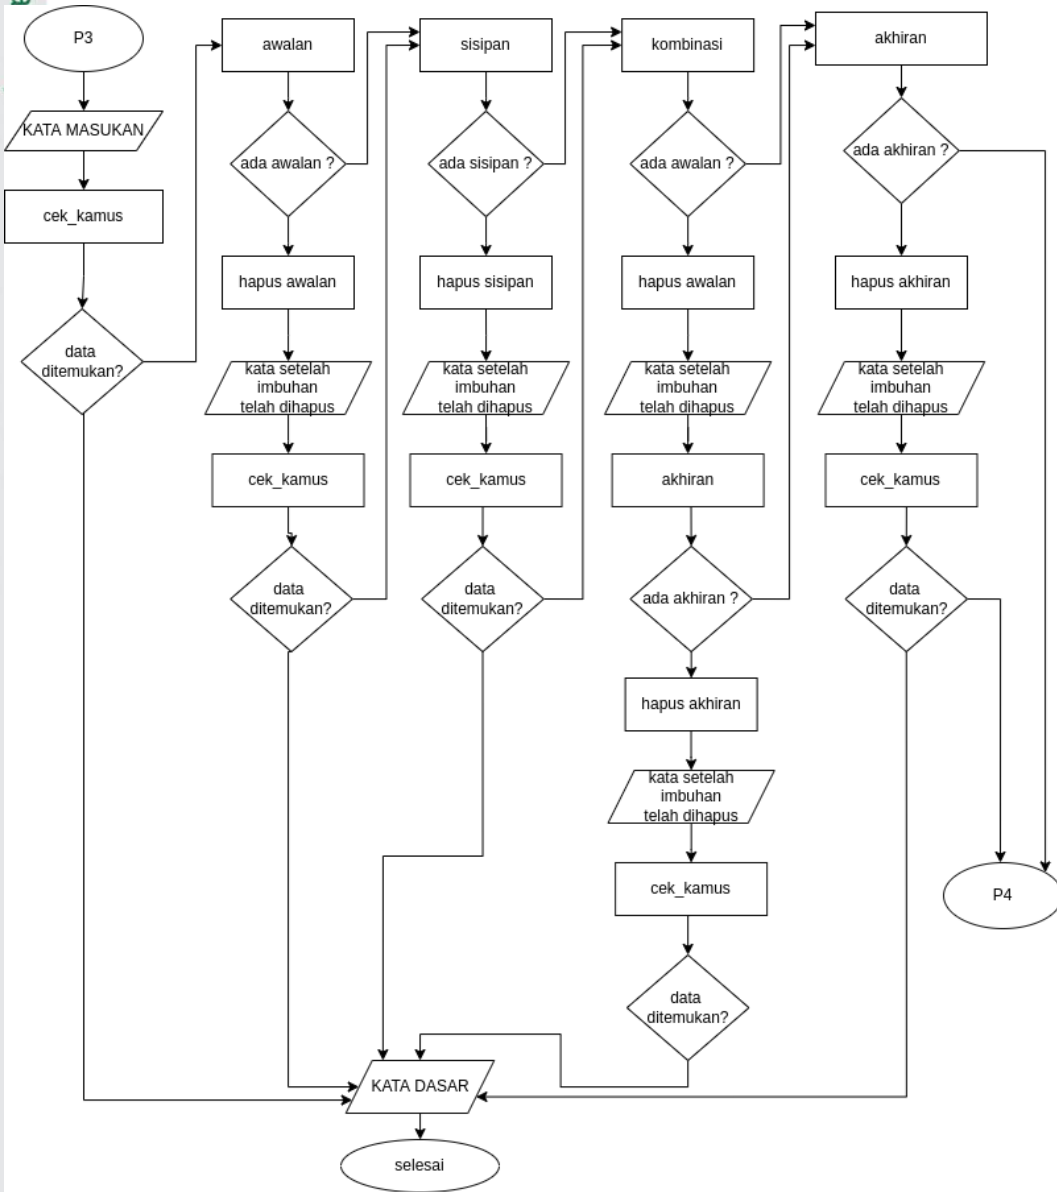 P3
KATA MASUKAN
cek_kamus
data
ditemukan?
awalan
ada awalan ?
hapus awalan
kata setelah
imbuhan
telah dihapus
cek_kamus
data
ditemukan?
sisipan
ada sisipan ?
hapus sisipan
kata setelah
imbuhan
telah dihapus
cek_kamus
data
ditemukan?
kombinasi
ada awalan ?
hapus awalan
kata setelah
imbuhan
telah dihapus
akhiran
ada akhiran ?
hapus akhiran
kata setelah
imbuhan
telah dihapus
cek_kamus
data
ditemukan?
akhiran
ada akhiran ?
hapus akhiran
kata setelah
imbuhan
telah dihapus
cek_kamus
data
ditemukan?
P4
KATA DASAR
selesai